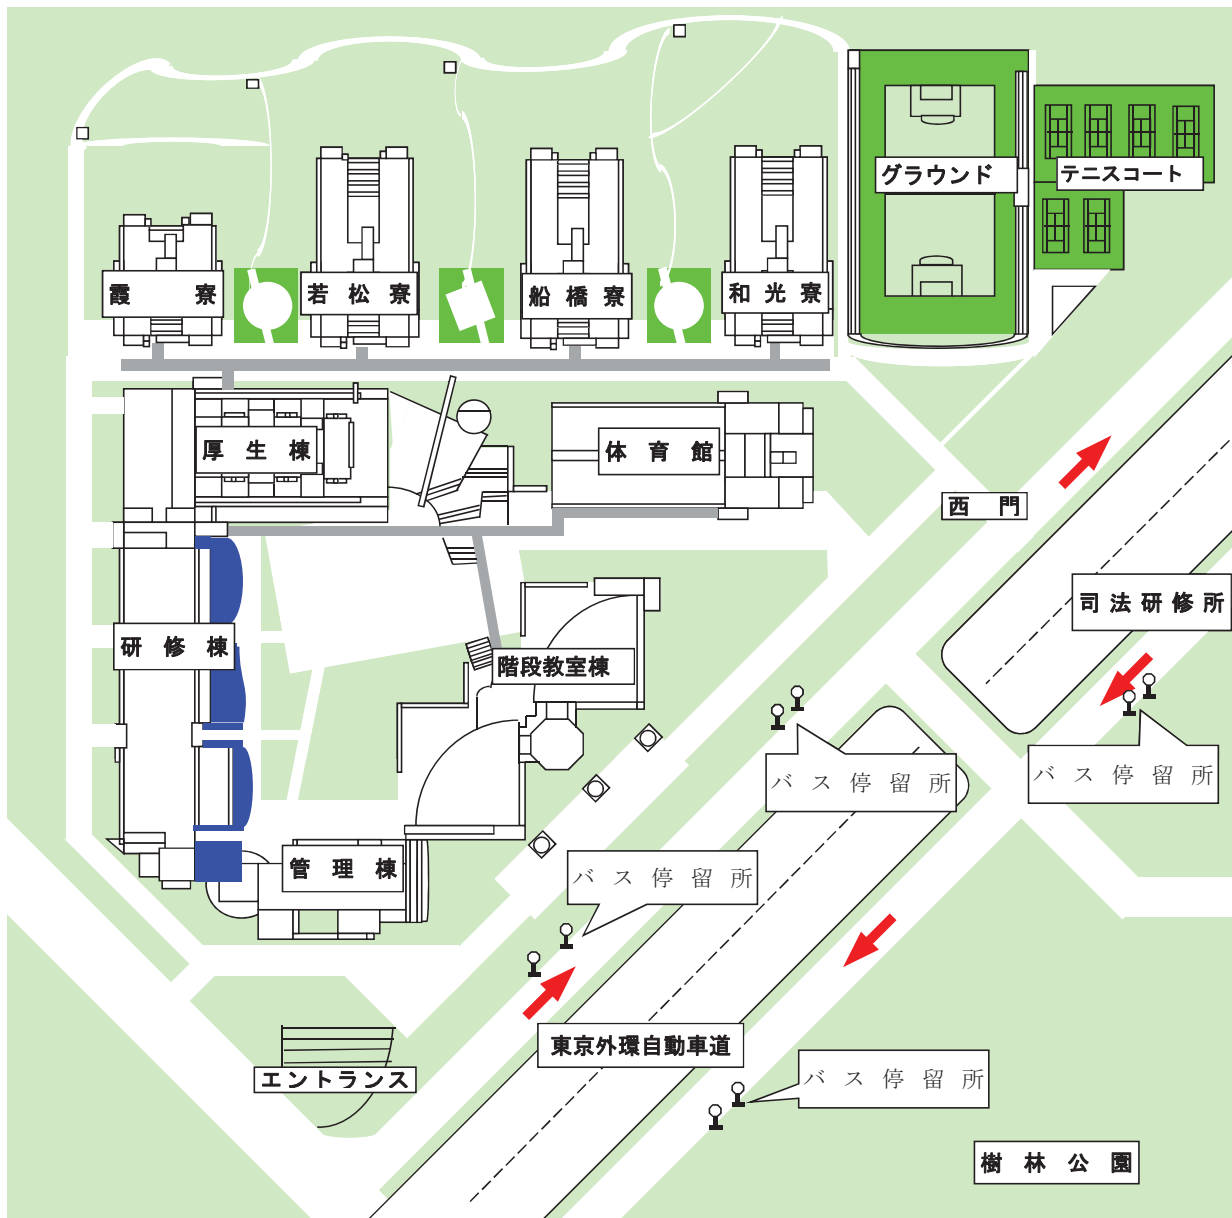 グラウンド
テニスコート
霞寮
若松寮
船橋寮
和光寮
厚生棟
体育館
西門
司法研修所
研修棟
階段教室棟
バス停留所
バス停留所
管理棟
バス停留所
東京外環自動車道
エントランス
バス停留所
樹林公園